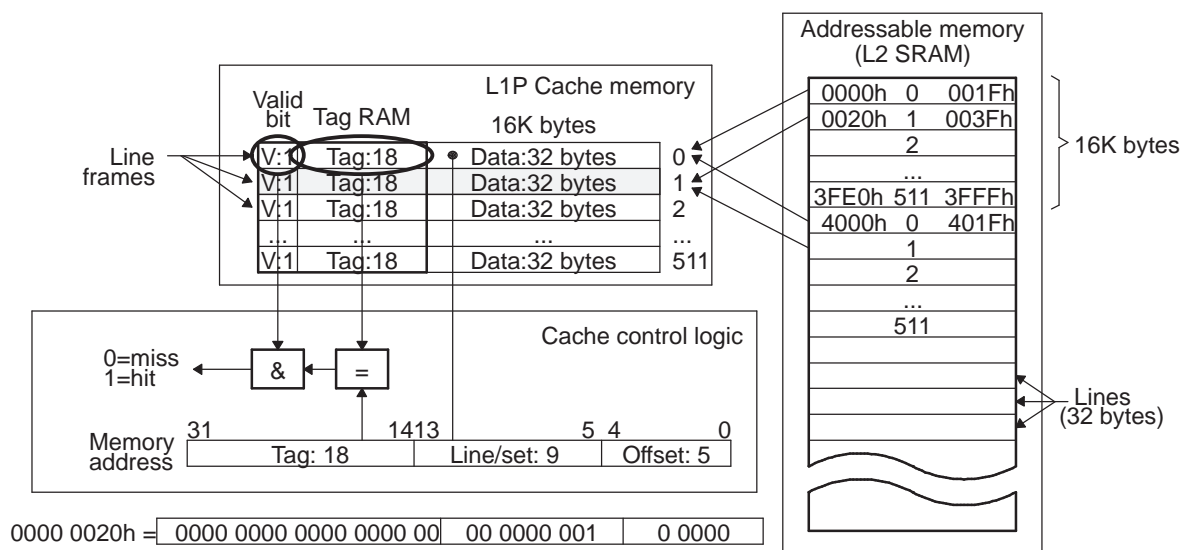 Addressable memory
(L2 SRAM)
L1P Cache memory
Valid
bit
Tag RAM
16K bytes
Line
frames
V:1 Tag:18 Data:32 bytes 0
V:1 Tag:18 Data:32 bytes 1
V:1 Tag:18 Data:32 bytes 2
... ... ... ...
V:1 Tag:18 Data:32 bytes 511
0000h 0 001Fh
0020h 1 003Fh
2
...
3FE0h 511 3FFFh
4000h 0 401Fh
1
2
...
511
16K bytes
Lines
(32 bytes)
Cache control logic
0=miss
1=hit
&
=
Memory
address
31 1413 5 4 0
Tag: 18 Line/set: 9 Offset: 5
0000 0020h = 0000 0000 0000 0000 00 00 0000 001 0 0000